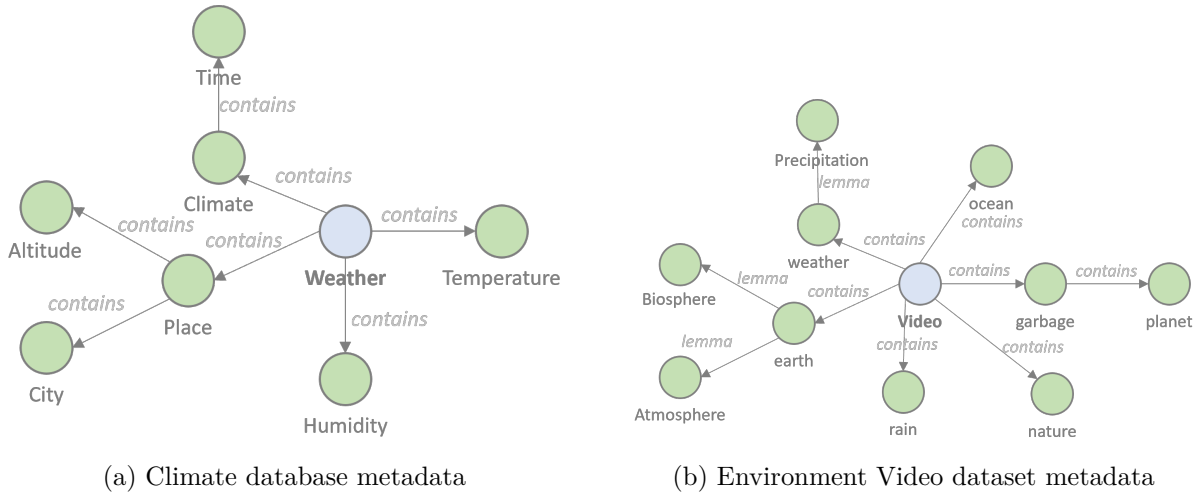 Time
contains
contains
Climate
contains
contains
contains
Altitude
Weather
Temperature
contains
Place
contains
City
Humidity
(a) Climate database metadata
Precipitation
lemma
ocean
contains
contains
weather
lemma
contains
contains
contains
Biosphere
Video
garbage
planet
lemma
contains
contains
earth
Atmosphere
rain
nature
(b) Environment Video dataset metadata